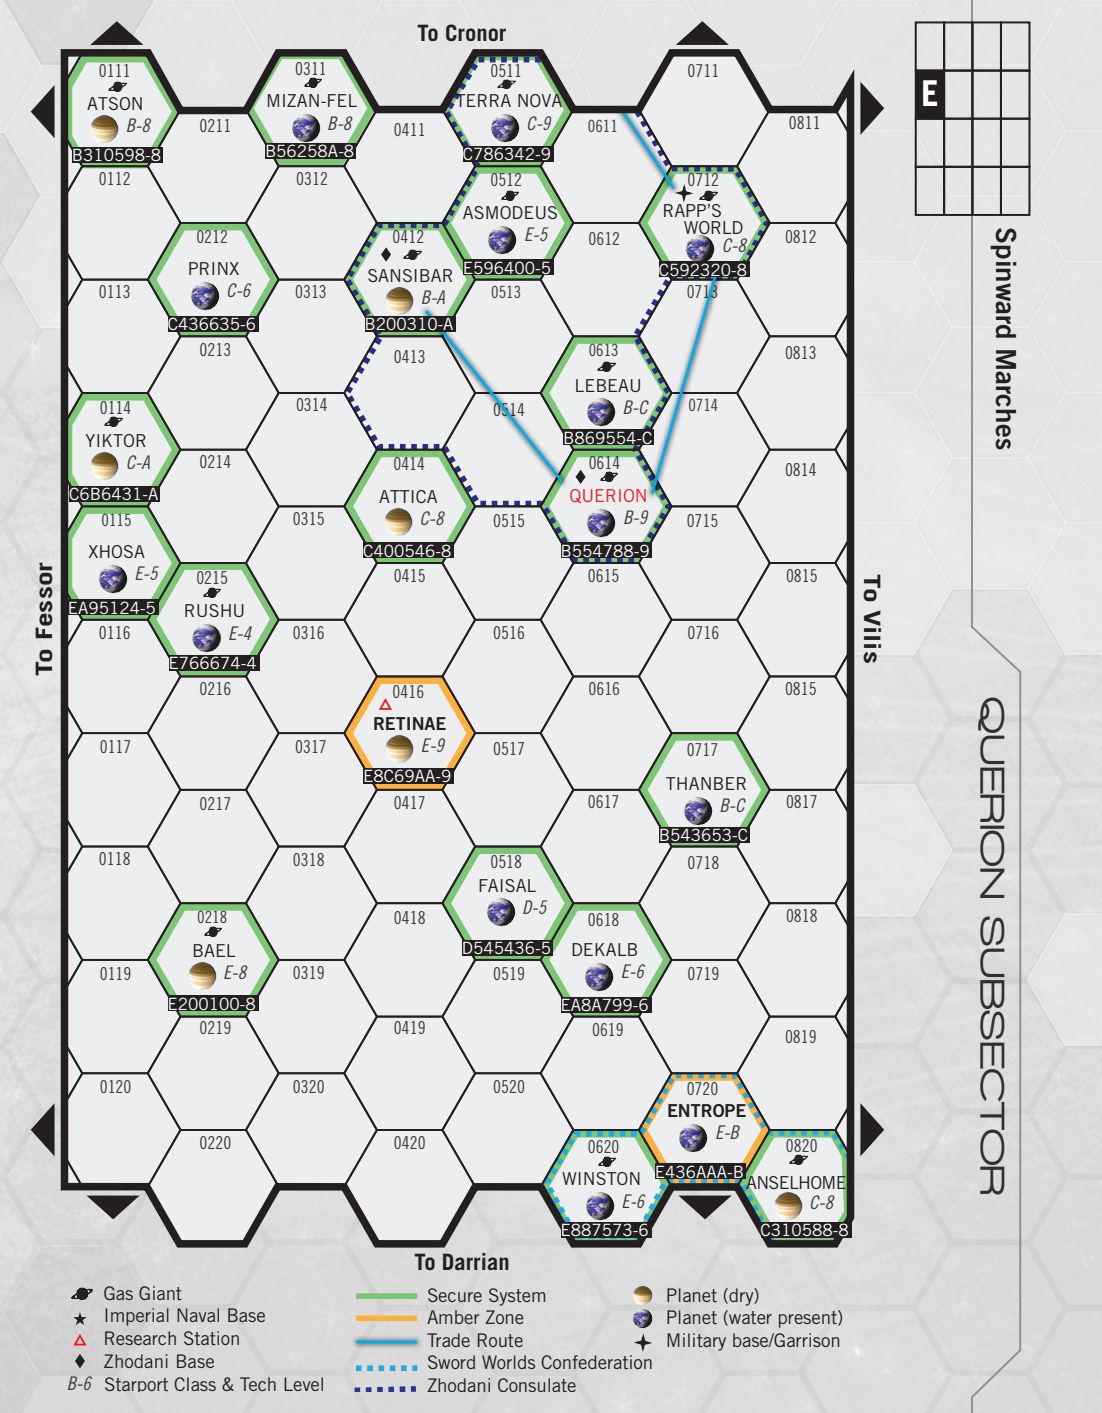 To Cronor
E
Spinward Marches
QUERION SUBSECTOR
To Fessor
To Vilis
0111
ATSON
B-8
B310598-8
0211
0311
MIZAN-FEL
B-8
B56258A-8
0411
0511
TERRA NOVA
C-9
C786342-9
0611
0711
0811
0112
0212
PRINX
C-6
C436635-6
0312
0412
SANSIBAR
B-A
B200310-A
0512
ASMODEUS
E-5
E596400-5
0612
0712
RAPP'S
WORLD
C-8
C592320-8
0812
0113
0213
0313
0413
0513
0613
LEBEAU
B-C
B869554-C
0713
0813
0114
YIKTOR
C-A
C6B6431-A
0214
0314
0414
ATTICA
C-8
C400546-8
0514
0614
QUERION
B-9
B554788-9
0714
0814
0115
XHOSA
E-5
EA95124-5
0215
RUSHU
E-4
E766674-4
0315
0415
0515
0615
0715
0815
0116
0216
0316
0416
RETINAE
E-9
E8C69AA-9
0516
0616
0716
0815
0117
0217
0317
0417
0517
0617
0717
THANBER
B-C
B543653-C
0817
0118
0218
BAEL
E-8
E200100-8
0318
0418
0518
FAISAL
D-5
D545436-5
0618
DEKALB
E-6
EA8A799-6
0718
0818
0119
0219
0319
0419
0519
0619
0719
0819
0120
0220
0320
0420
0520
0620
WINSTON
E-6
E887573-6
0720
ENTROPE
E-B
E436AAA-B
0820
ANSELHOME
C-8
C310588-8
To Darrian
Gas Giant
Imperial Naval Base
Research Station
Zhodani Base
B-6 Starport Class & Tech Level
Secure System
Amber Zone
Trade Route
Sword Worlds Confederation
Zhodani Consulate
Planet (dry)
Planet (water present)
Military base/Garrison